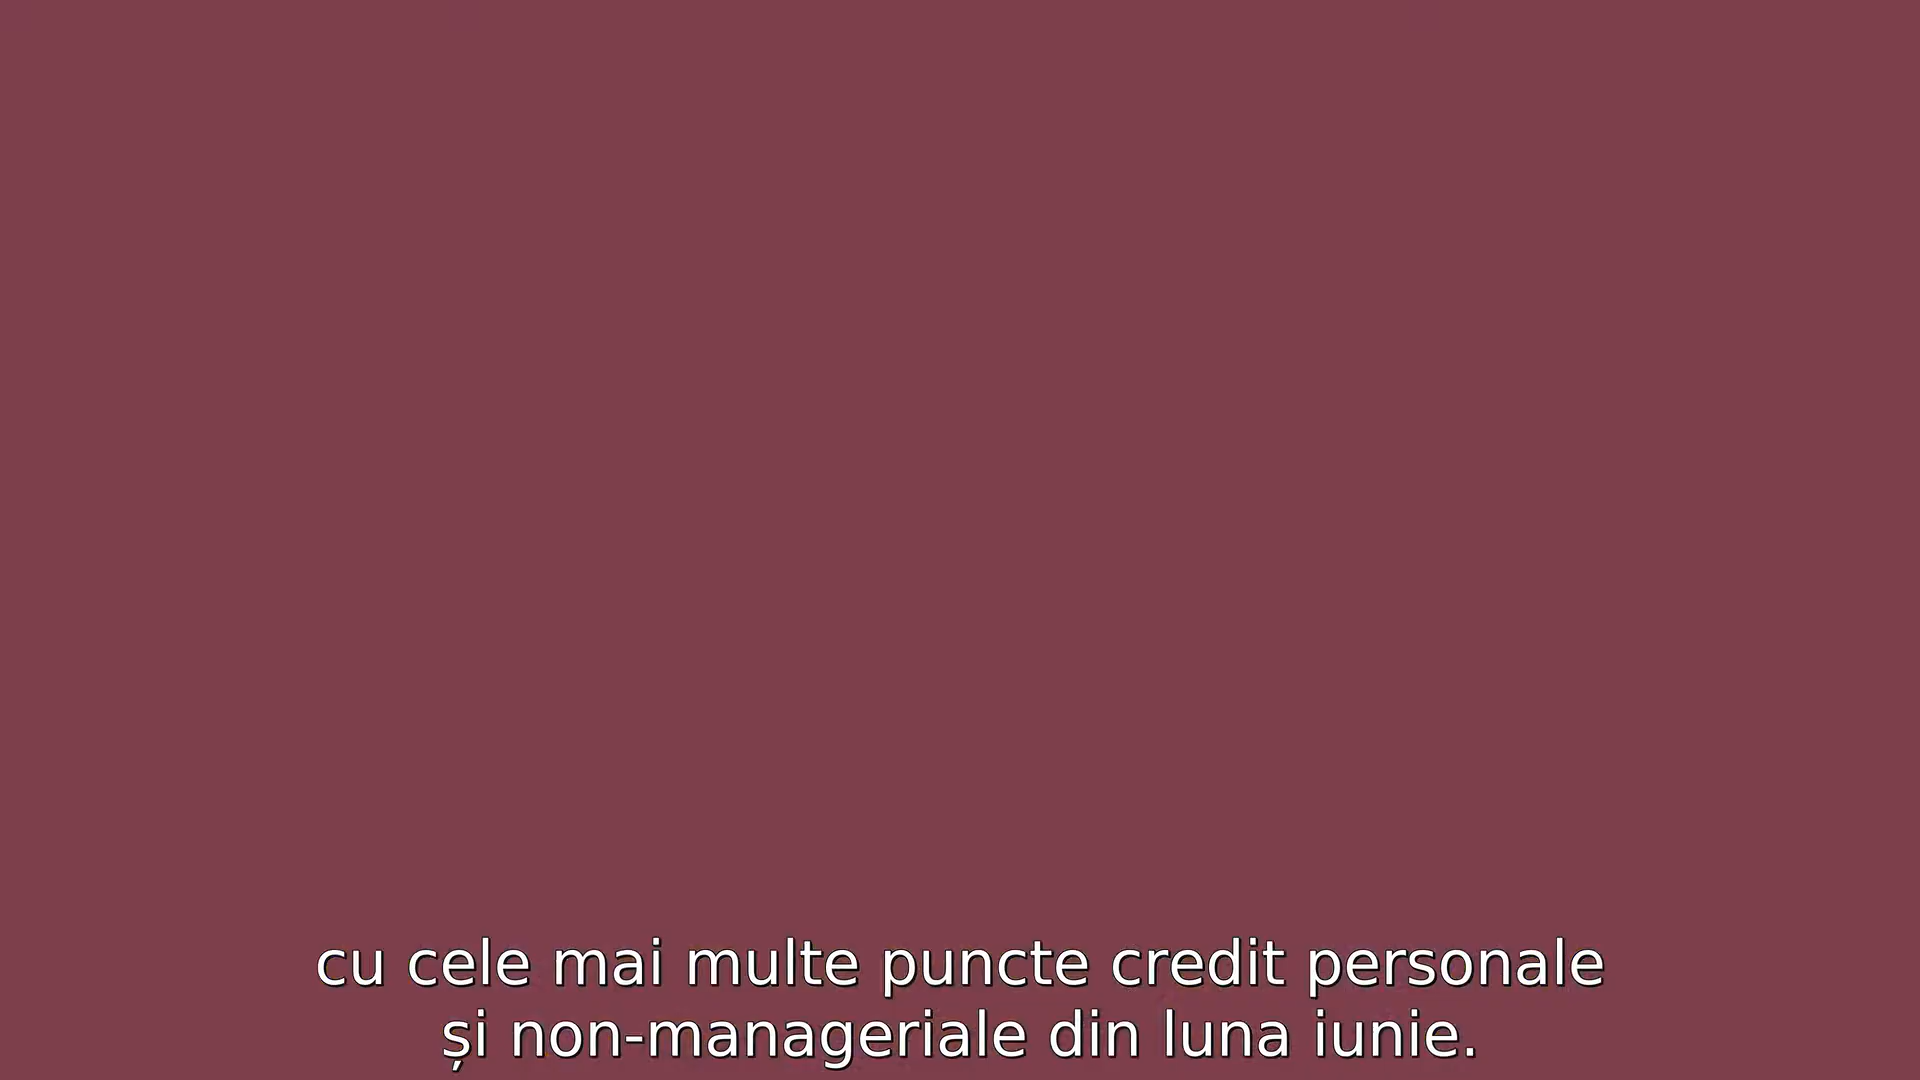 cu cele mai multe puncte credit personale
și non-manageriale din luna iunie.